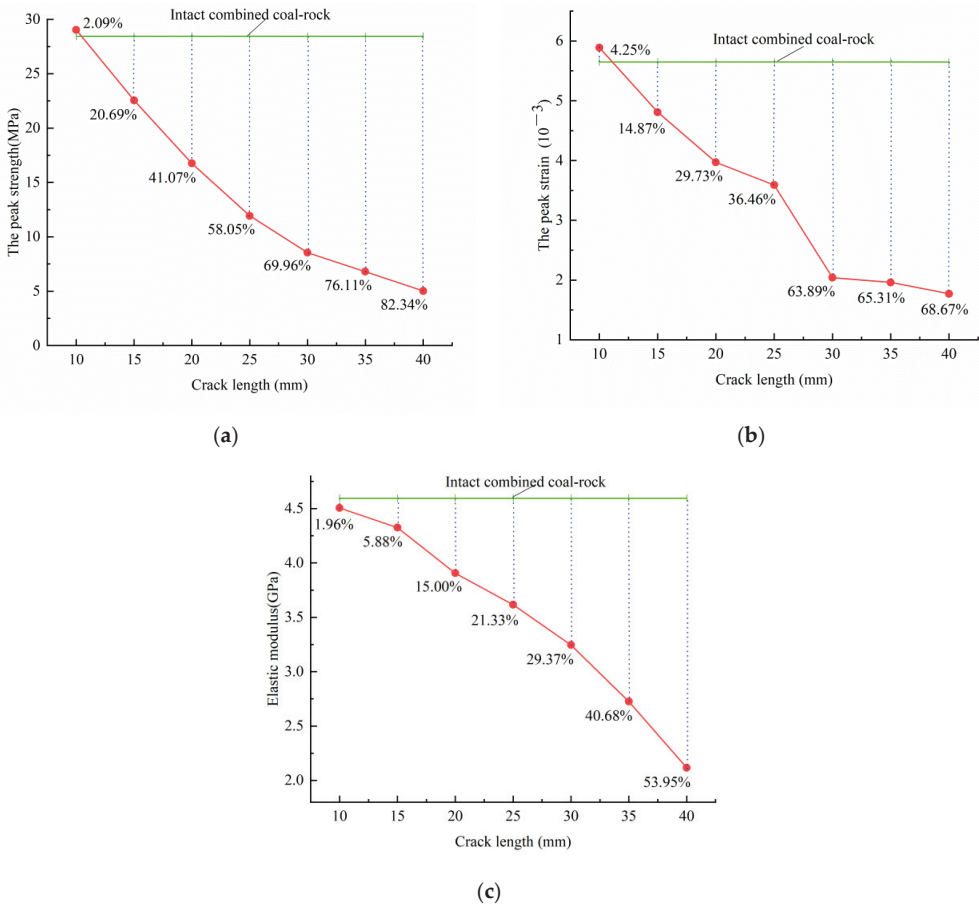 Intact combined coal-rock
The peak strength(MPa)
30
25
20
15
10
5
0
2.09%
20.69%
41.07%
58.05%
69.96%
76.11%
82.34%
10 15 20 25 30 35 40
Crack length (mm)
(a)
Intact combined coal-rock
The peak strain (10—3)
6
5
4
3
2
1
4.25%
14.87%
29.73%
36.46%
63.89%
65.31%
68.67%
10 15 20 25 30 35 40
Crack length (mm)
(b)
Intact combined coal-rock
Elastic modulus(GPa)
4.5
4.0
3.5
3.0
2.5
2.0
1.96%
5.88%
15.00%
21.33%
29.37%
40.68%
53.95%
10 15 20 25 30 35 40
Crack length (mm)
(c)